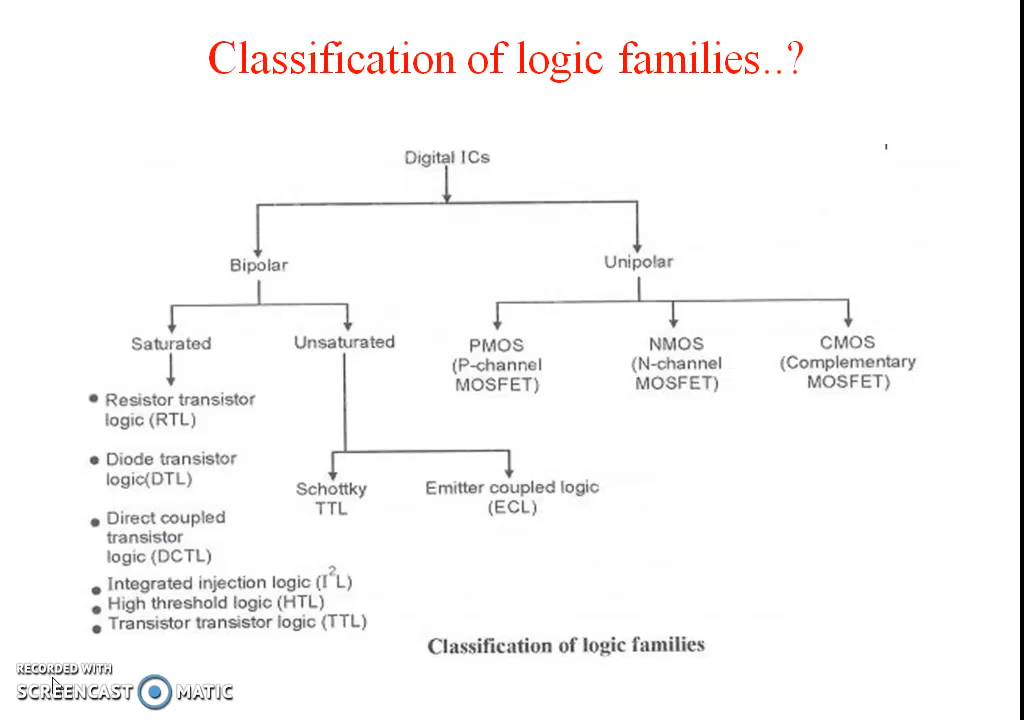 Classification of logic families..?
Digital ICs
Bipolar
Unipolar
Saturated
Unsaturated
PMOS
(P-channel
MOSFET)
NMOS
(N-channel
MOSFET)
CMOS
(Complementary
MOSFET)
• Resistor transistor
logic (RTL)
• Diode transistor
logic(DTL)
• Direct coupled
transistor
logic (DCTL)
• Integrated injection logic (I²L)
• High threshold logic (HTL)
• Transistor transistor logic (TTL)
Schottky
TTL
Emitter coupled logic
(ECL)
Classification of logic families
RECORDED WITH
SCREENCAST MATIC